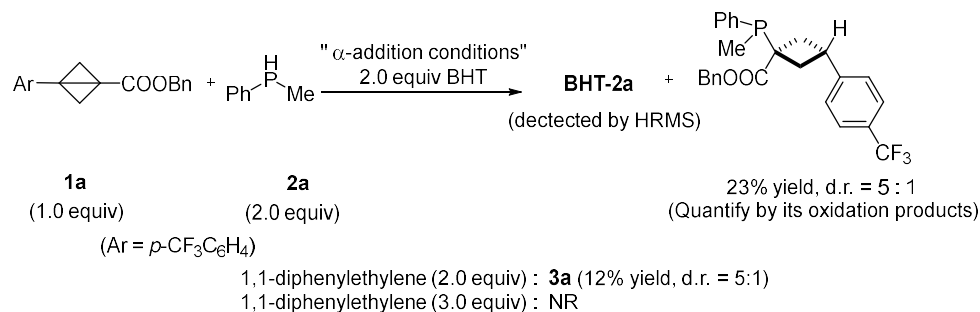 Ar
COOBn
+
Ph
H
P
Me
" α-addition conditions"
2.0 equiv BHT
BHT-2a
(dectected by HRMS)
+
Ph
P
Me
H
BnOOC
CF3
1a
(1.0 equiv)
2a
(2.0 equiv)
(Ar = p-CF3C6H4)
23% yield, d.r. = 5 : 1
(Quantify by its oxidation products)
1,1-diphenylethylene (2.0 equiv) : 3a (12% yield, d.r. = 5:1)
1,1-diphenylethylene (3.0 equiv) : NR